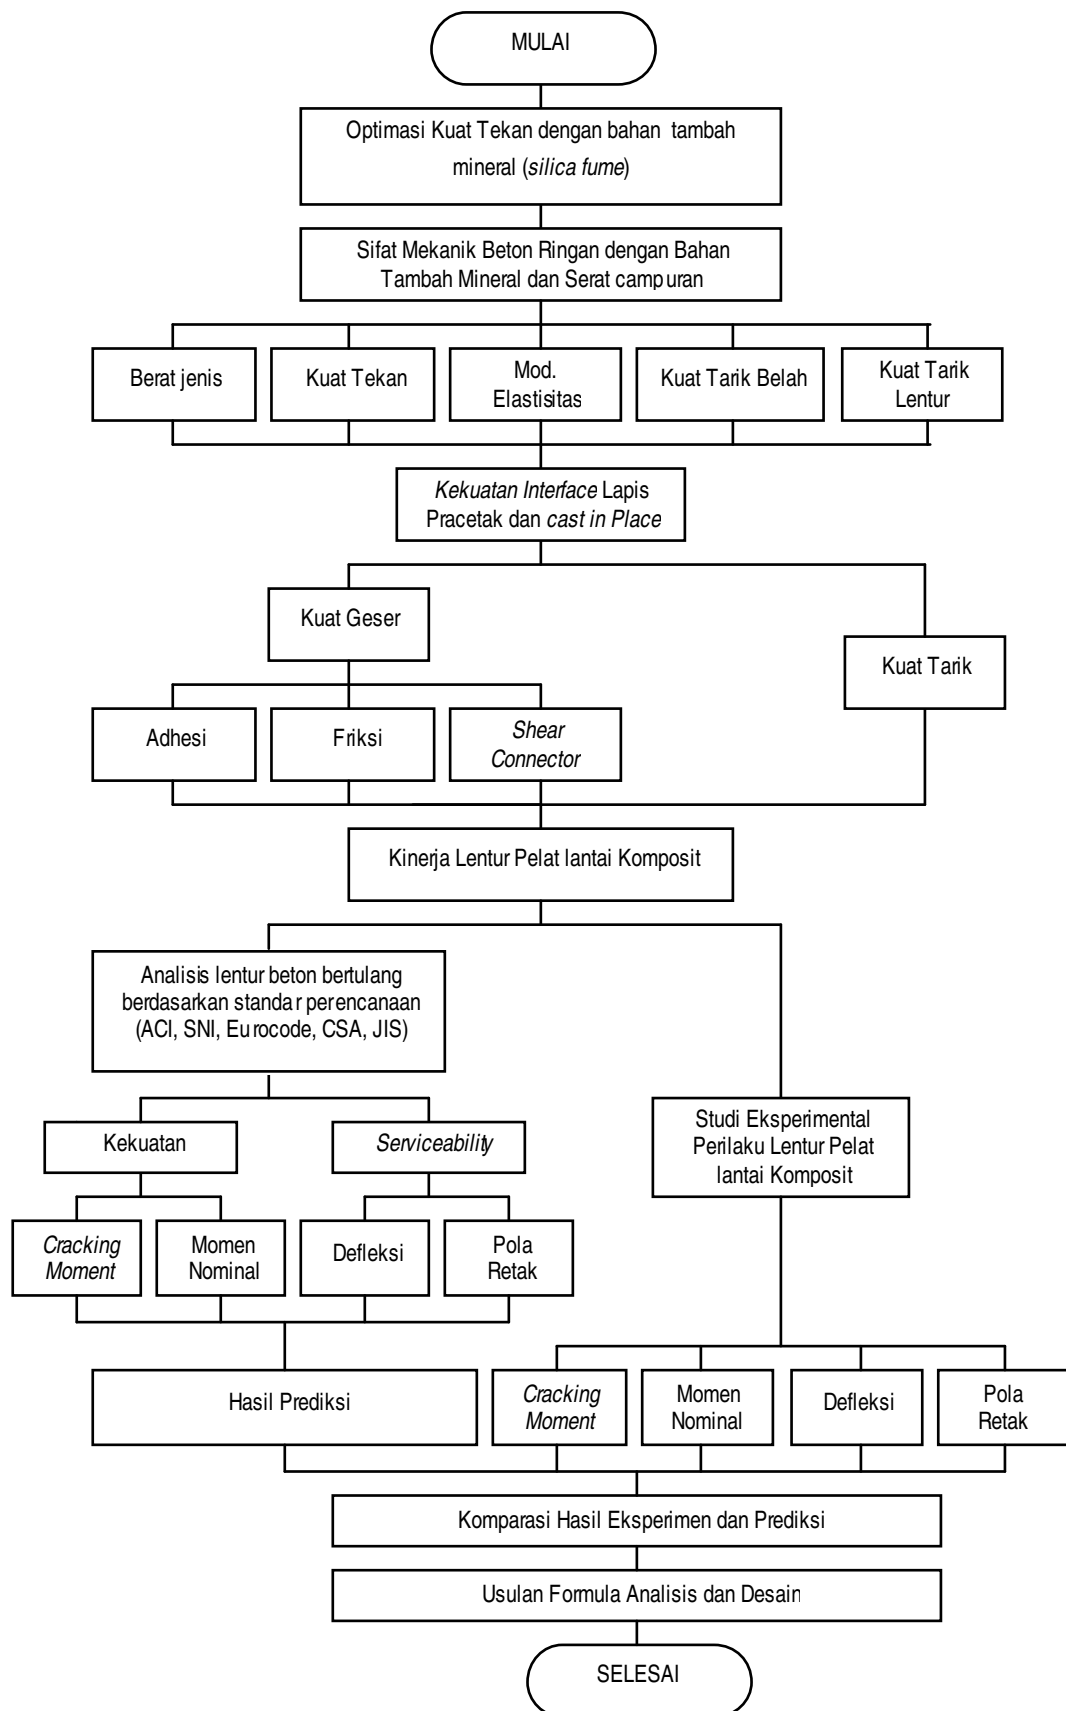 MULAI
Optimasi Kuat Tekan dengan bahan tambah
mineral (silica fume)
Sifat Mekanik Beton Ringan dengan Bahan
Tambah Mineral dan Serat campuran
Berat jenis
Kuat Tekan
Mod.
Elastisitas
Kuat Tarik Belah
Kuat Tarik
Lentur
Kekuatan Interface Lapis
Pracetak dan cast in Place
Kuat Geser
Kuat Tarik
Adhesi
Friksi
Shear
Connector
Kinerja Lentur Pelat lantai Komposit
Analisis lentur beton bertulang
berdasarkan standar perencanaan
(ACI, SNI, Eurocode, CSA, JIS)
Kekuatan
Serviceability
Studi Eksperimental
Perilaku Lentur Pelat
lantai Komposit
Cracking
Moment
Momen
Nominal
Defleksi
Pola
Retak
Hasil Prediksi
Cracking
Moment
Momen
Nominal
Defleksi
Pola
Retak
Komparasi Hasil Eksperimen dan Prediksi
Usulan Formula Analisis dan Desain
SELESAI